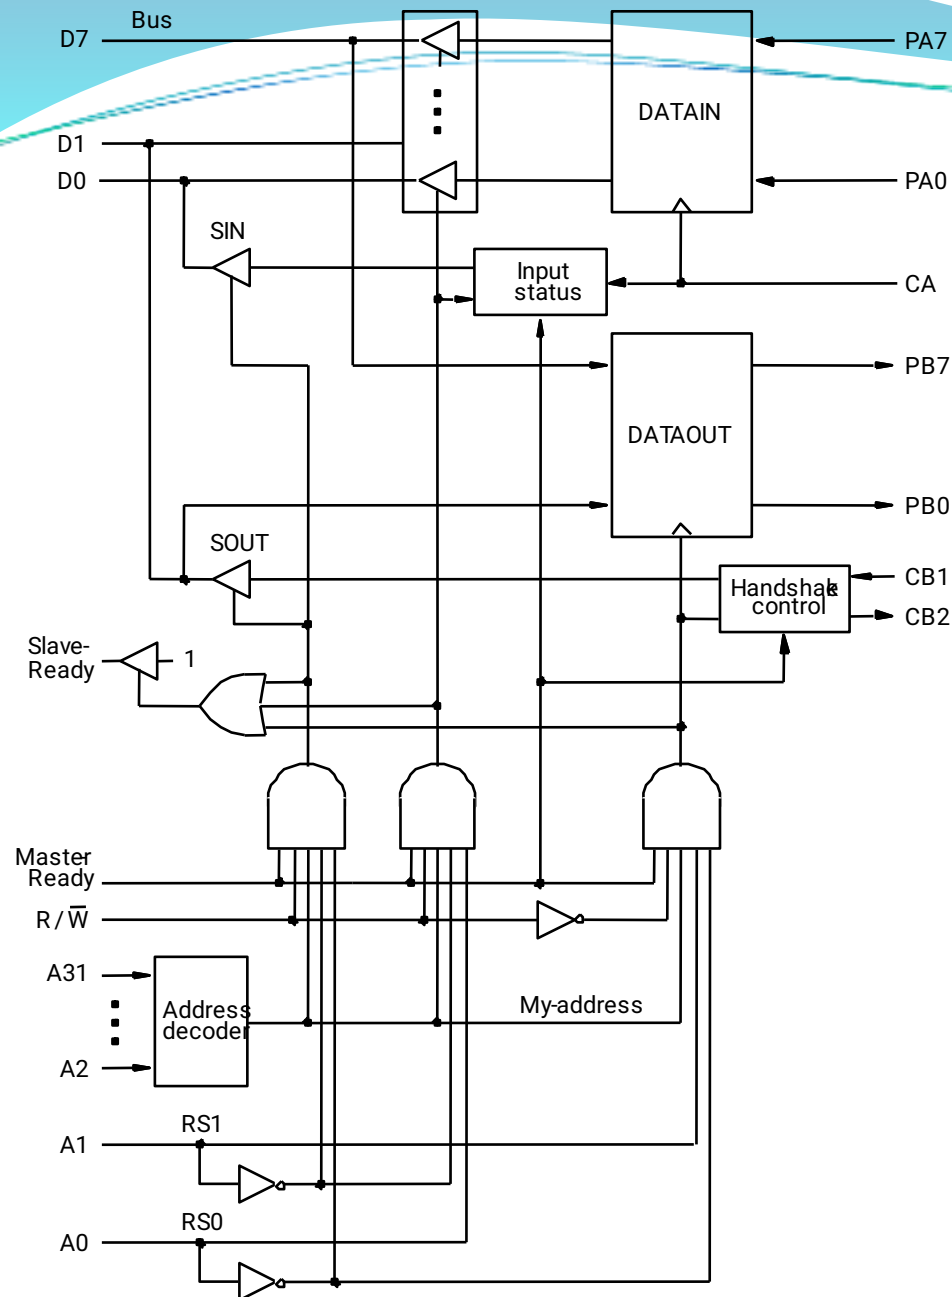 Bus
D7
PA7
DATAIN
D1
D0
PA0
SIN
Input
status
CA
PB7
DATAOUT
PB0
SOUT
Handshake
control
CB1
CB2
Slave-
Ready
1
Master
Ready
R / W̅
A31
Address
decoder
My-address
A2
RS1
A1
RS0
A0